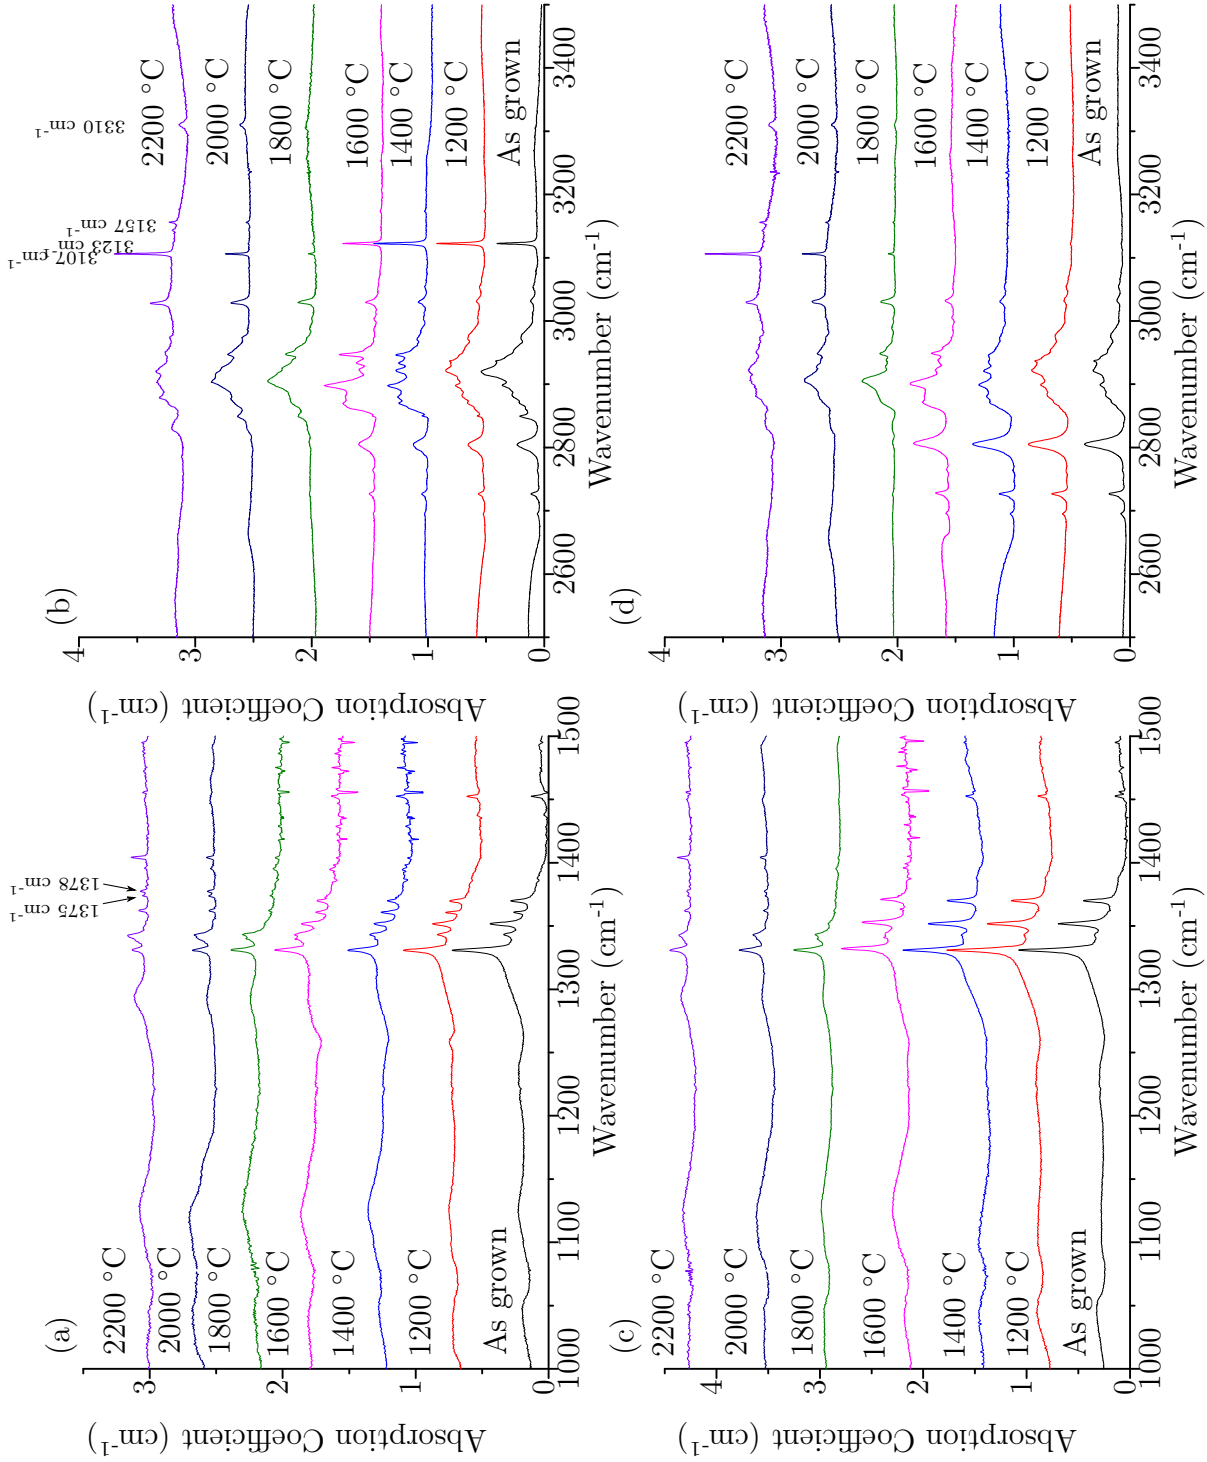 (a)
2200 °C
2000 °C
1800 °C
1600 °C
1400 °C
1200 °C
As grown
1375 cm⁻¹
1378 cm⁻¹
0
1
2
3
1000
1100
1200
1300
1400
1500
Wavenumber (cm⁻¹)
Absorption
Coefficient (cm⁻¹)
(b)
2200 °C
2000 °C
1800 °C
1600 °C
1400 °C
1200 °C
As grown
3107 cm⁻¹
3123 cm⁻¹
3157 cm⁻¹
3310 cm⁻¹
0
1
2
3
4
2600
2800
3000
3200
3400
Wavenumber (cm⁻¹)
Absorption
Coefficient (cm⁻¹)
(c)
2200 °C
2000 °C
1800 °C
1600 °C
1400 °C
1200 °C
As grown
0
1
2
3
4
1000
1100
1200
1300
1400
1500
Wavenumber (cm⁻¹)
Absorption
Coefficient (cm⁻¹)
(d)
2200 °C
2000 °C
1800 °C
1600 °C
1400 °C
1200 °C
As grown
0
1
2
3
4
2600
2800
3000
3200
3400
Wavenumber (cm⁻¹)
Absorption
Coefficient (cm⁻¹)